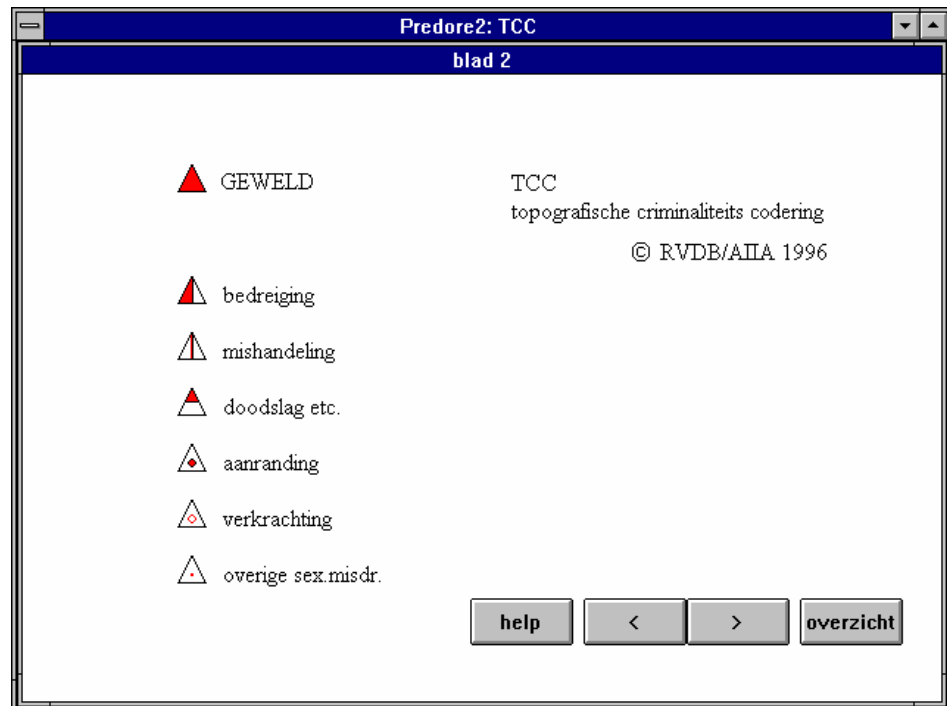 Predore2: TCC
blad 2
GEWELD
TCC
topografische criminaliteits codering
© RVDB/AIIA 1996
bedreiging
mishandeling
doodslag etc.
aanranding
verkrachting
overige sex.misdr.
help
<
>
overzicht